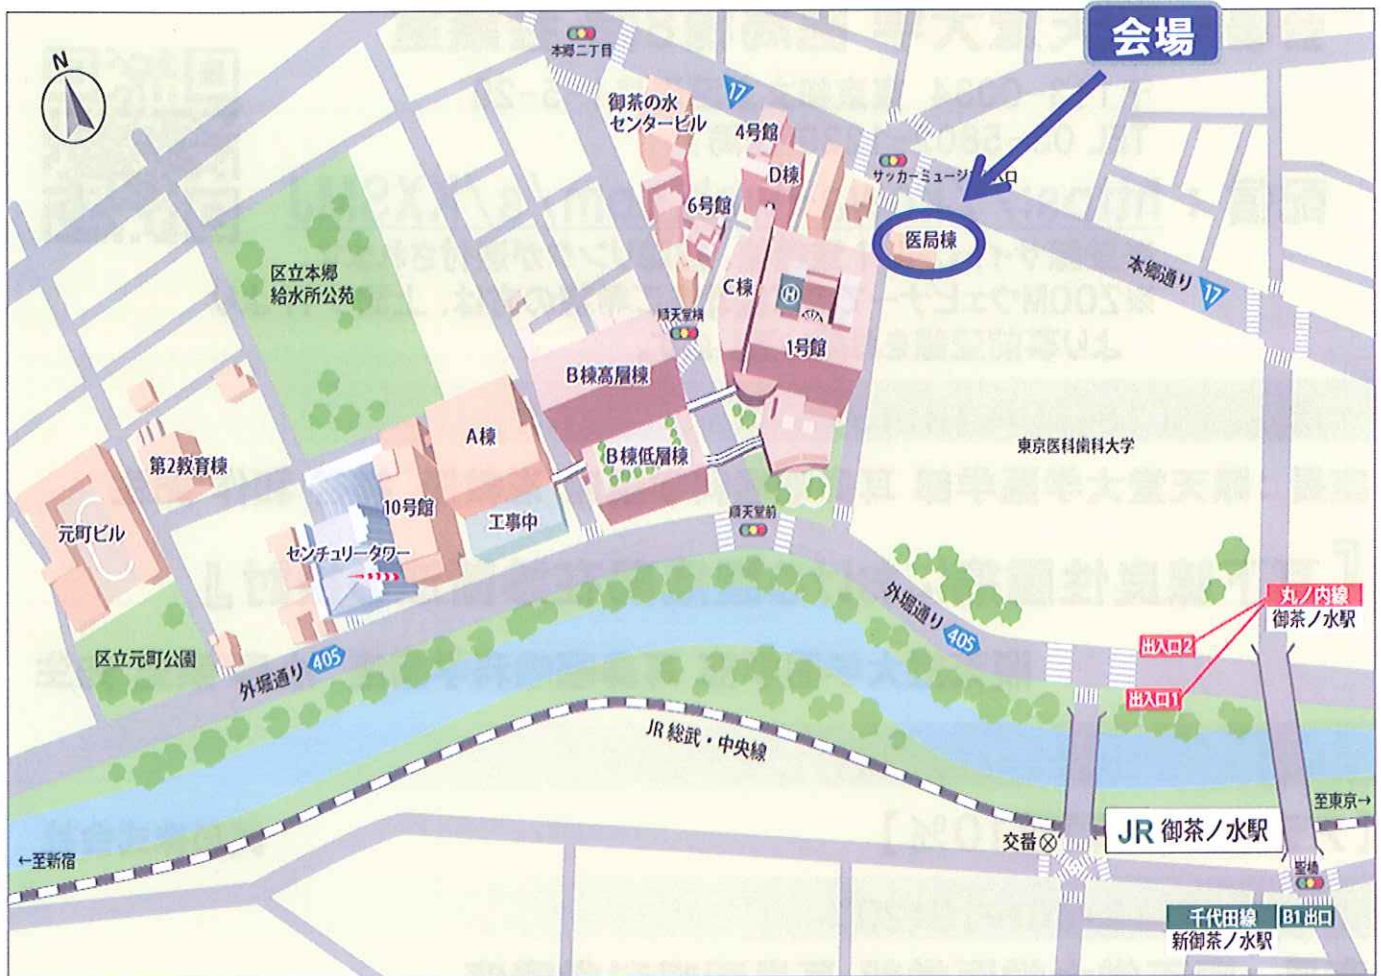 会場
N
本郷二丁目
17
御茶の水
センタービル
4号館
D棟
サッカーミュージアム入口
6号館
医局棟
区立本郷
給水所公苑
本郷通り
17
C棟
H
順天堂横
1号館
B棟高層棟
A棟
B棟低層棟
東京医科歯科大学
第2教育棟
10号館
元町ビル
工事中
順天堂前
センチュリータワー
丸ノ内線
御茶ノ水駅
外堀通り
405
出入口2
区立元町公園
外堀通り
405
出入口1
JR 総武・中央線
至東京→
JR 御茶ノ水駅
交番
←至新宿
聖橋
千代田線
B1出口
新御茶ノ水駅